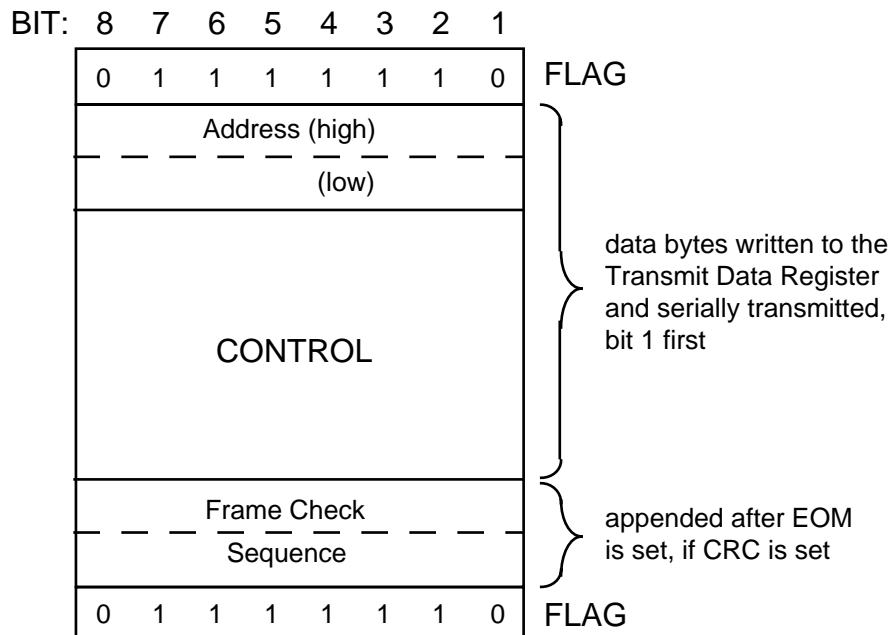 BIT: 8 7 6 5 4 3 2 1
0 1 1 1 1 1 1 0 FLAG
Address (high)
(low)
data bytes written to the
Transmit Data Register
and serially transmitted,
bit 1 first
CONTROL
Frame Check
Sequence
appended after EOM
is set, if CRC is set
0 1 1 1 1 1 1 0 FLAG